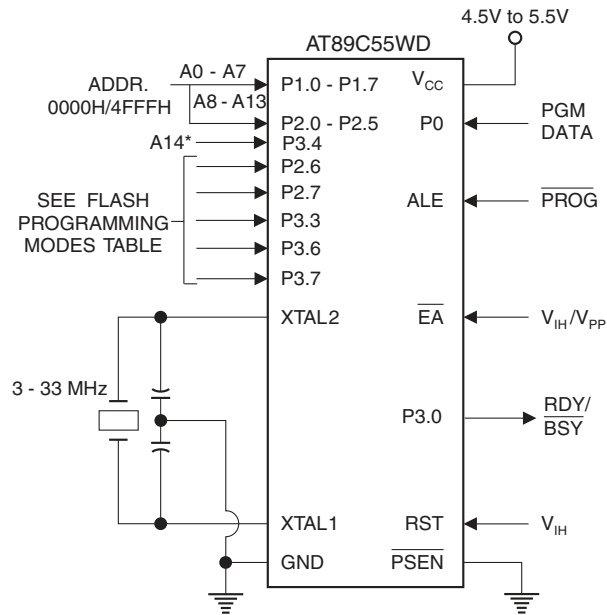 4.5V to 5.5V
AT89C55WD
ADDR.
0000H/4FFFH
A0 - A7
A8 - A13
A14*
SEE FLASH
PROGRAMMING
MODES TABLE
3 - 33 MHz
P1.0 - P1.7
P2.0 - P2.5
P3.4
P2.6
P2.7
P3.3
P3.6
P3.7
XTAL2
XTAL1
GND
VCC
P0
ALE
EA
P3.0
RST
PSEN
PGM
DATA
PROG
VIH/VPP
RDY/
BSY
VIH